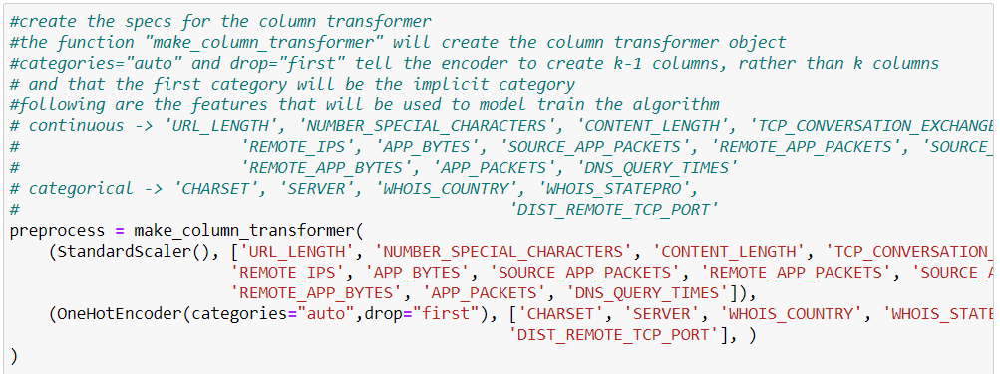 #create the specs for the column transformer
#the function "make_column_transformer" will create the column transformer object
#categories="auto" and drop="first" tell the encoder to create k-1 columns, rather than k columns
# and that the first category will be the implicit category
#following are the features that will be used to model train the algorithm
# continuous -> 'URL_LENGTH', 'NUMBER_SPECIAL_CHARACTERS', 'CONTENT_LENGTH', 'TCP_CONVERSATION_EXCHANGE
# 'REMOTE_IPS', 'APP_BYTES', 'SOURCE_APP_PACKETS', 'REMOTE_APP_PACKETS', 'SOURCE_
# 'REMOTE_APP_BYTES', 'APP_PACKETS', 'DNS_QUERY_TIMES'
# categorical -> 'CHARSET', 'SERVER', 'WHOIS_COUNTRY', 'WHOIS_STATEPRO',
# 'DIST_REMOTE_TCP_PORT'
preprocess = make_column_transformer(
(StandardScaler(), ['URL_LENGTH', 'NUMBER_SPECIAL_CHARACTERS', 'CONTENT_LENGTH', 'TCP_CONVERSATION_
'REMOTE_IPS', 'APP_BYTES', 'SOURCE_APP_PACKETS', 'REMOTE_APP_PACKETS', 'SOURCE_A
'REMOTE_APP_BYTES', 'APP_PACKETS', 'DNS_QUERY_TIMES']),
(OneHotEncoder(categories="auto",drop="first"), ['CHARSET', 'SERVER', 'WHOIS_COUNTRY', 'WHOIS_STATE
'DIST_REMOTE_TCP_PORT'], )
)